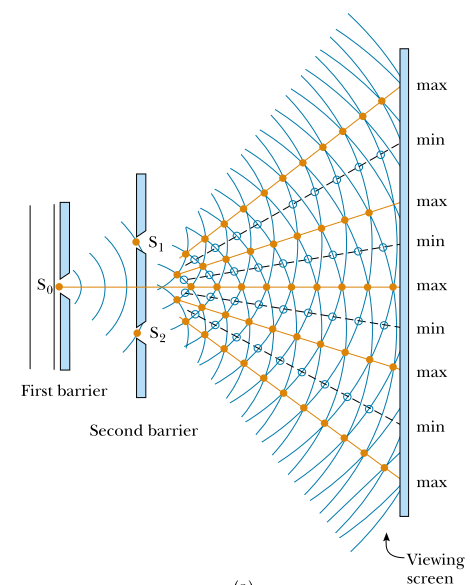 max
min
max
min
S1
S0
max
S2
min
max
First barrier
min
Second barrier
max
Viewing
screen
(a)